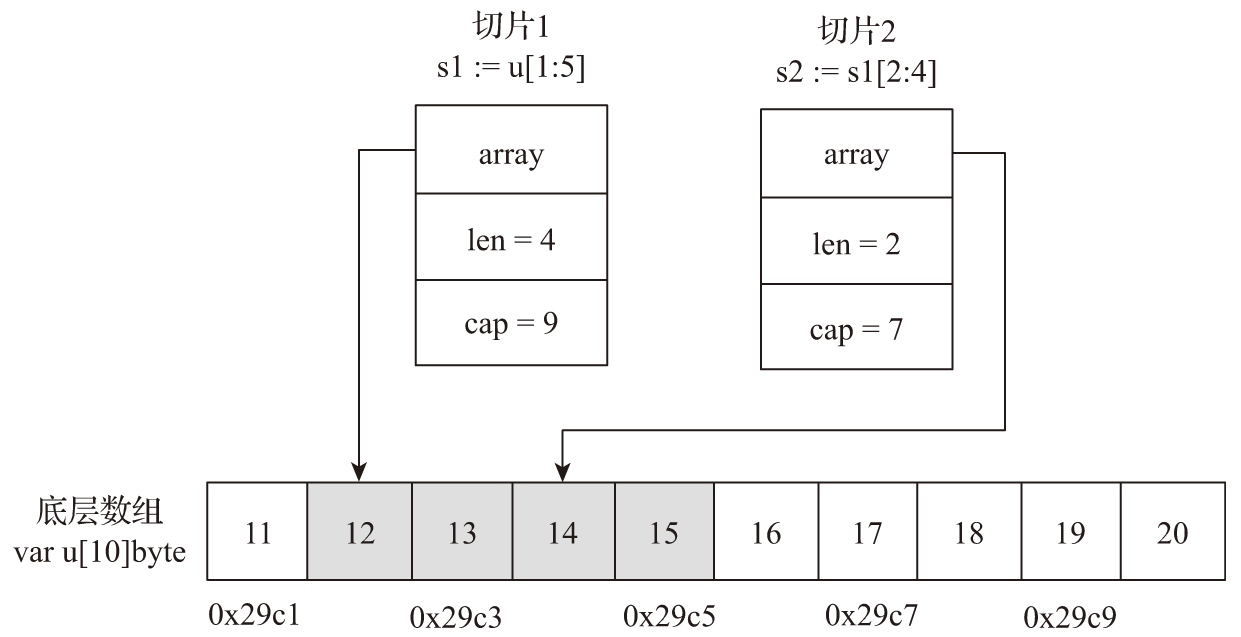 切片1
s1 := u[1:5]
array
len = 4
cap = 9
切片2
s2 := s1[2:4]
array
len = 2
cap = 7
底层数组
var u[10]byte
11 12 13 14 15 16 17 18 19 20
0x29c1 0x29c3 0x29c5 0x29c7 0x29c9